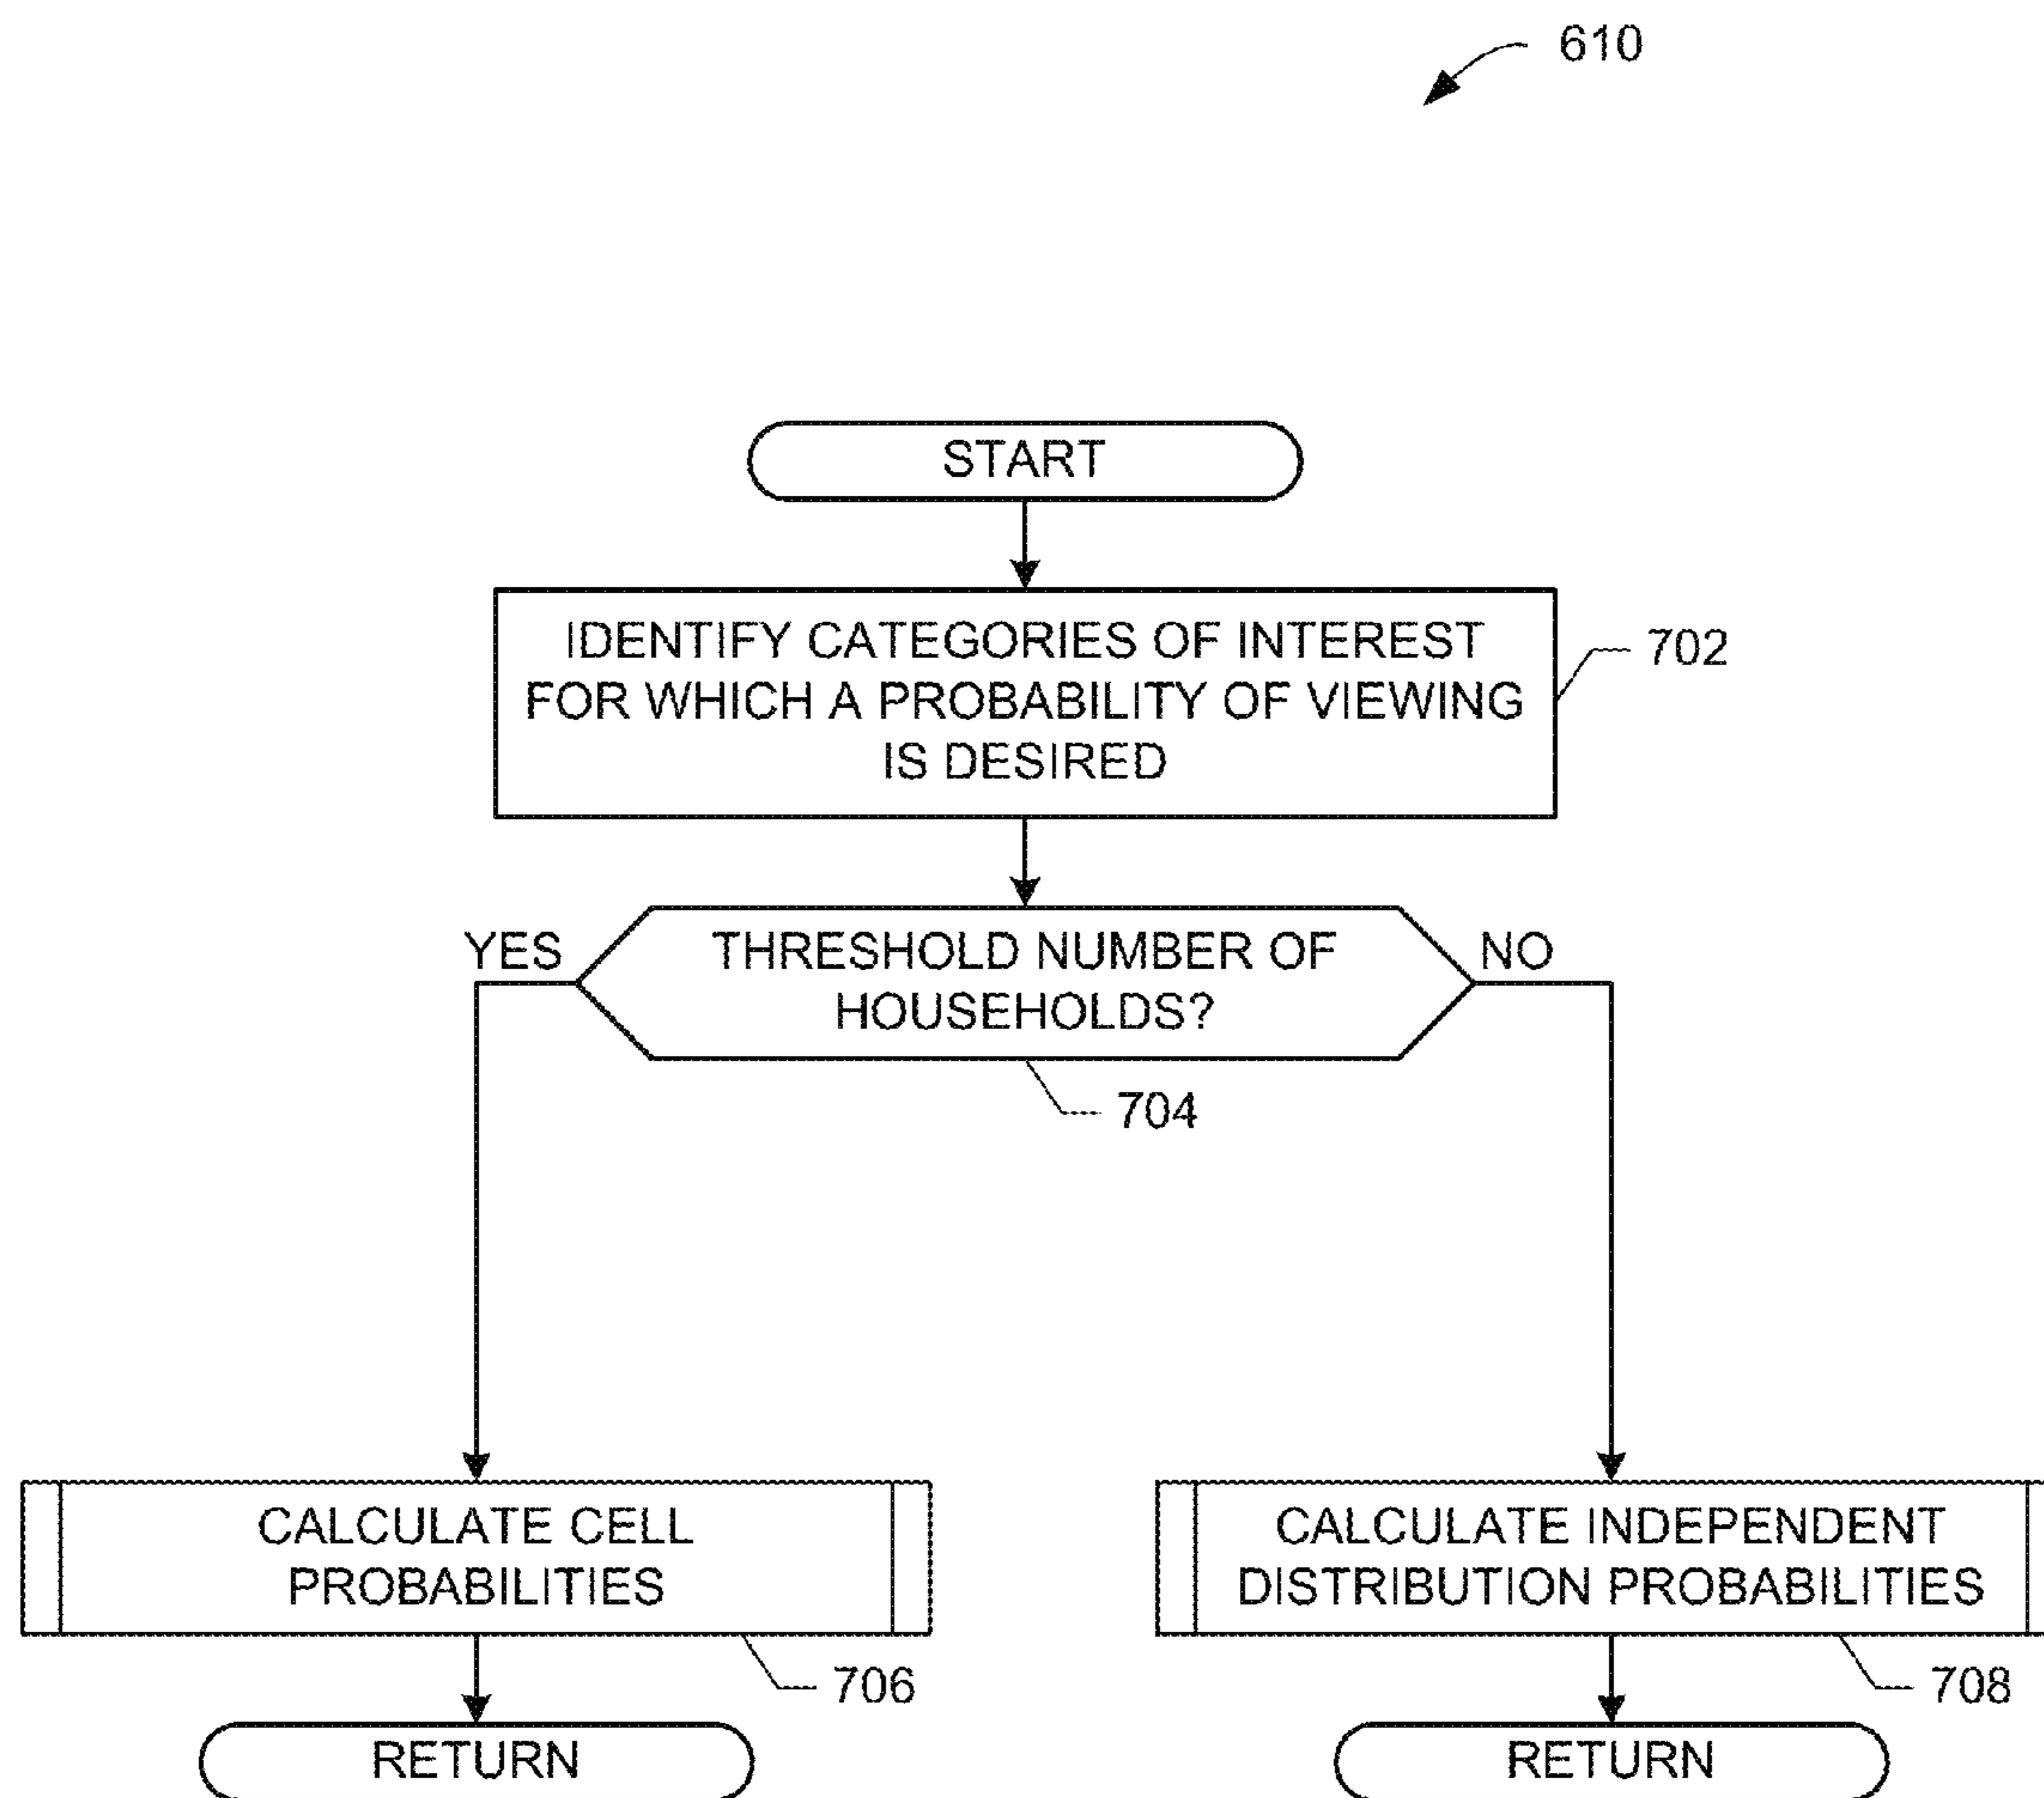 610
START
IDENTIFY CATEGORIES OF INTEREST
FOR WHICH A PROBABILITY OF VIEWING
IS DESIRED
702
YES
THRESHOLD NUMBER OF
HOUSEHOLDS?
NO
704
CALCULATE CELL
PROBABILITIES
706
RETURN
CALCULATE INDEPENDENT
DISTRIBUTION PROBABILITIES
708
RETURN